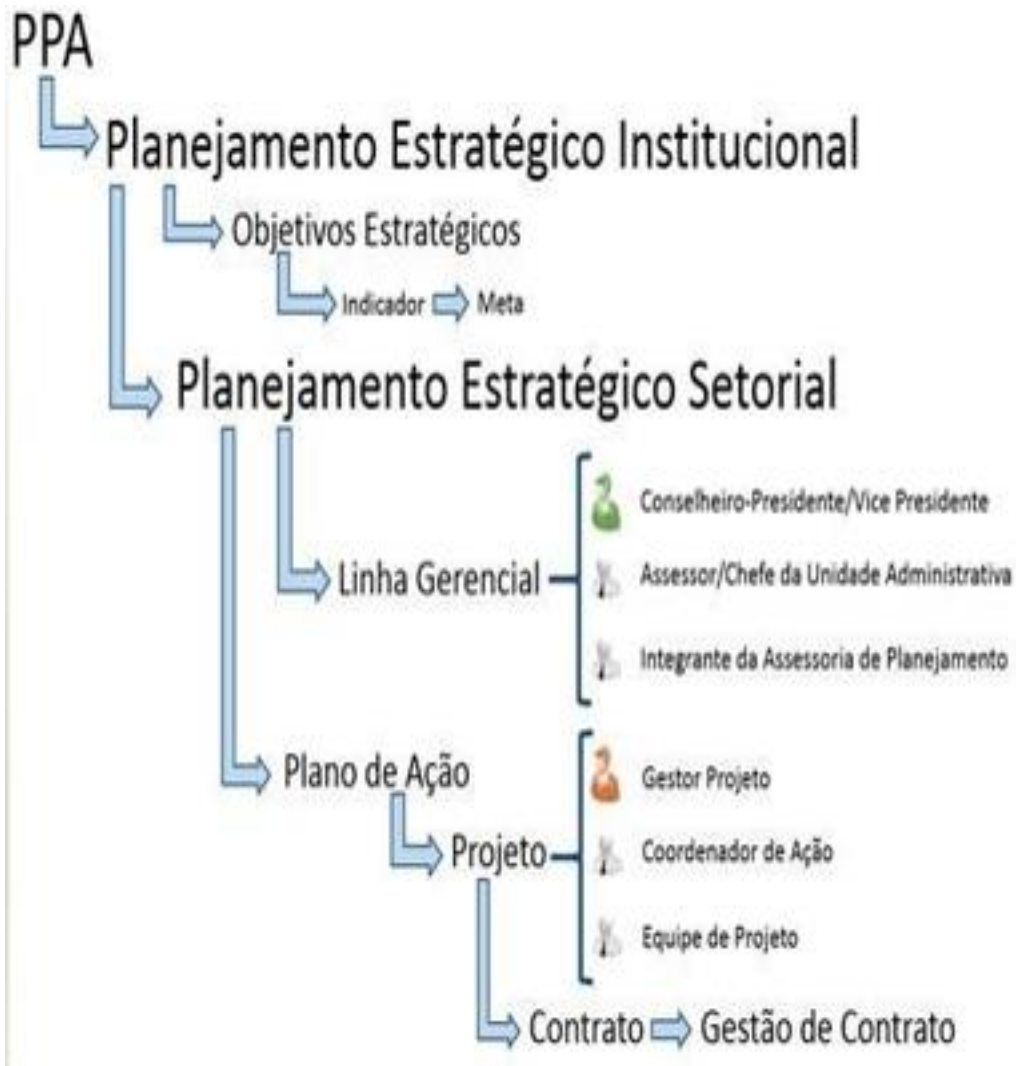 PPA
Planejamento Estratégico Institucional
Objetivos Estratégicos
Indicador
Meta
Planejamento Estratégico Setorial
Conselheiro-Presidente/Vice Presidente
Linha Gerencial
Assessor/Chefe da Unidade Administrativa
Integrante da Assessoria de Planejamento
Plano de Ação
Gestor Projeto
Projeto
Coordenador de Ação
Equipe de Projeto
Contrato
Gestão de Contrato